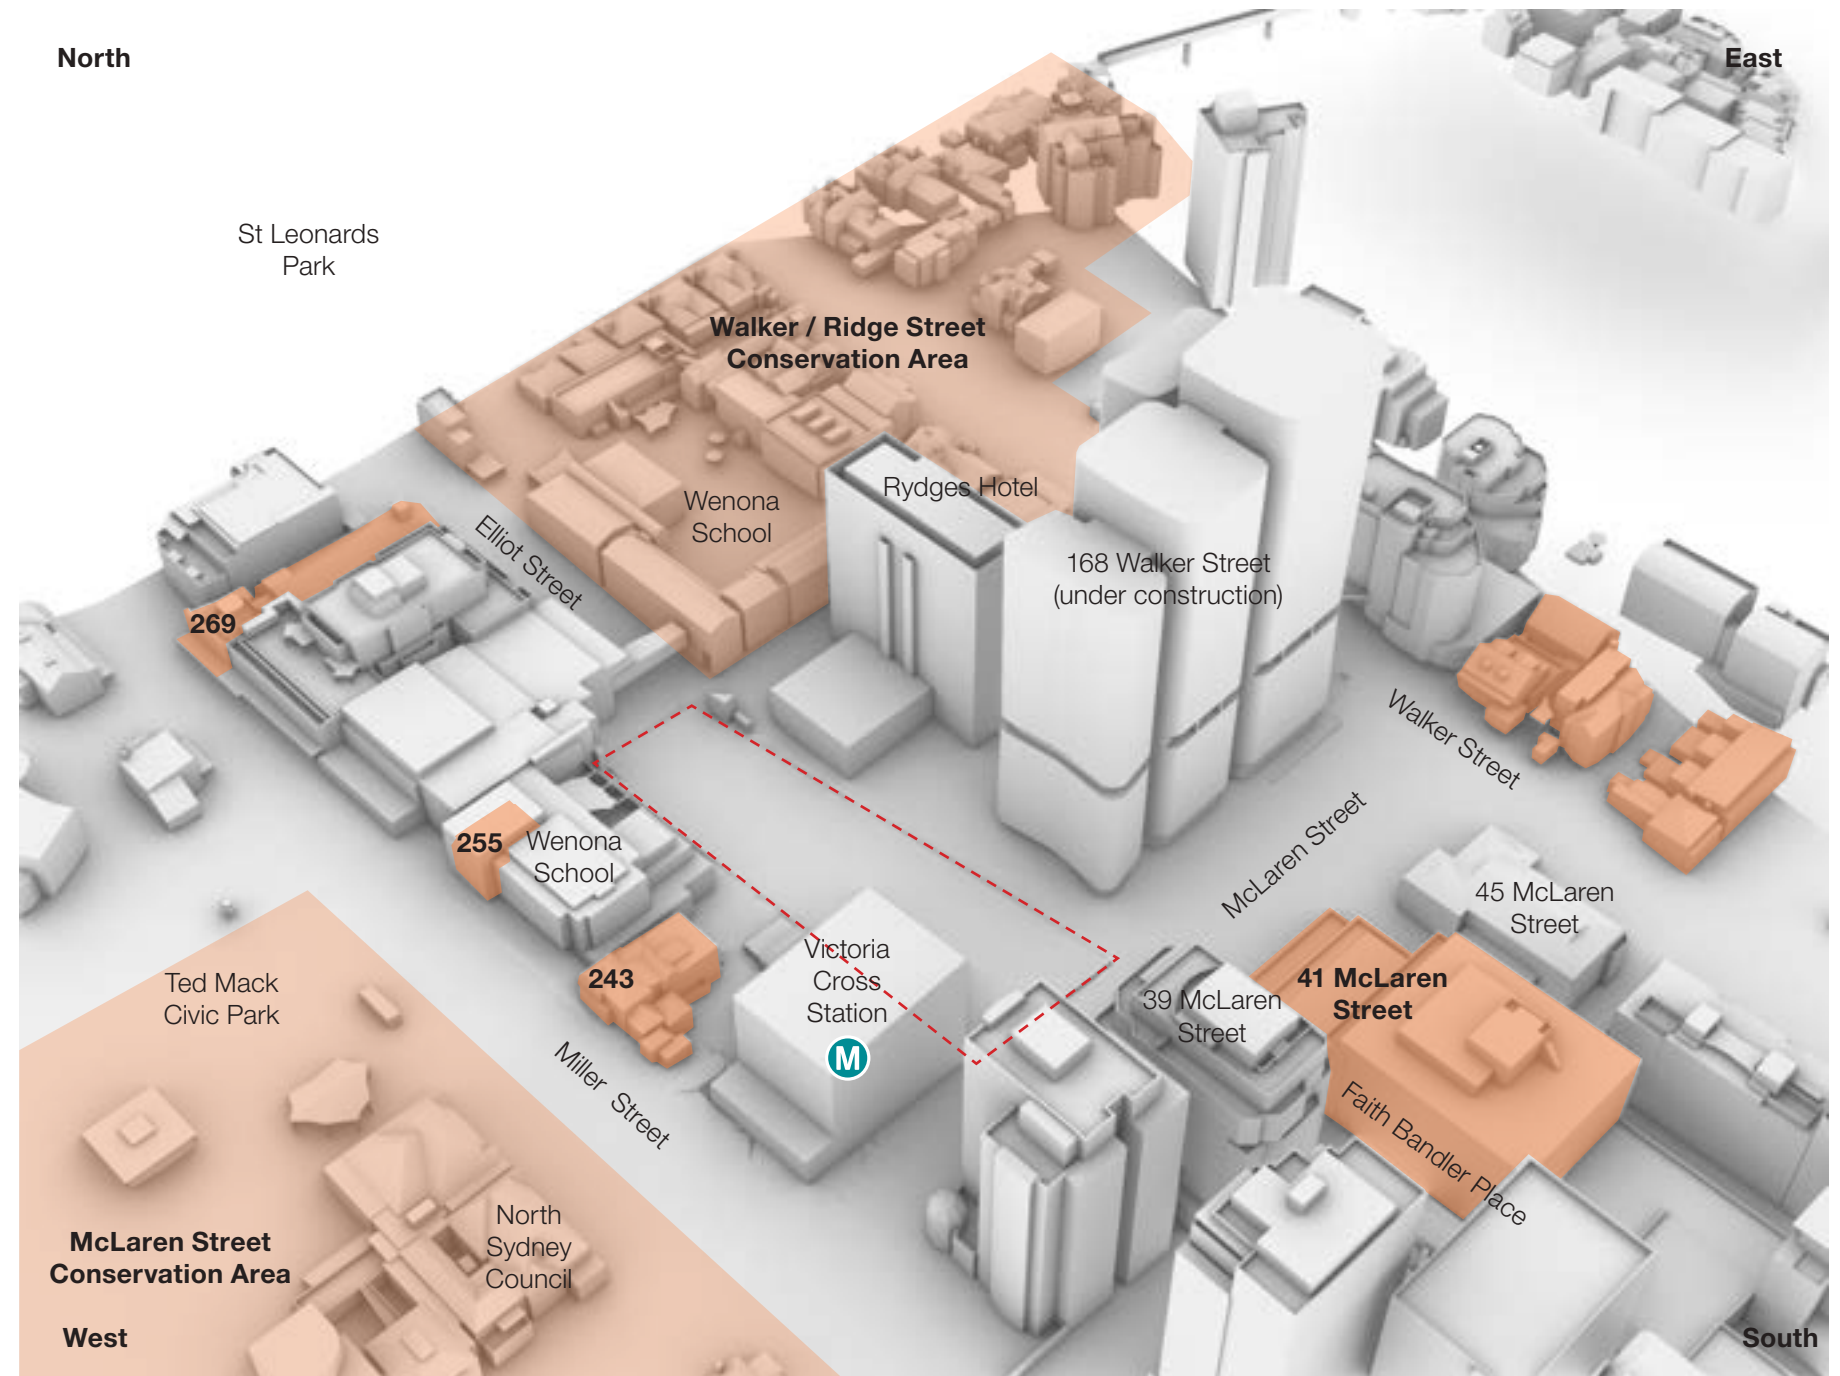 North
East
St Leonards
Park
Walker / Ridge Street
Conservation Area
Wenona
School
Rydges Hotel
Elliot Street
168 Walker Street
(under construction)
269
Walker Street
255
Wenona
School
McLaren Street
45 McLaren
Street
Victoria
Cross
Station
M
243
41 McLaren
Street
39 McLaren
Street
Ted Mack
Civic Park
Miller Street
Faith Bandler Place
North
Sydney
Council
McLaren Street
Conservation Area
West
South